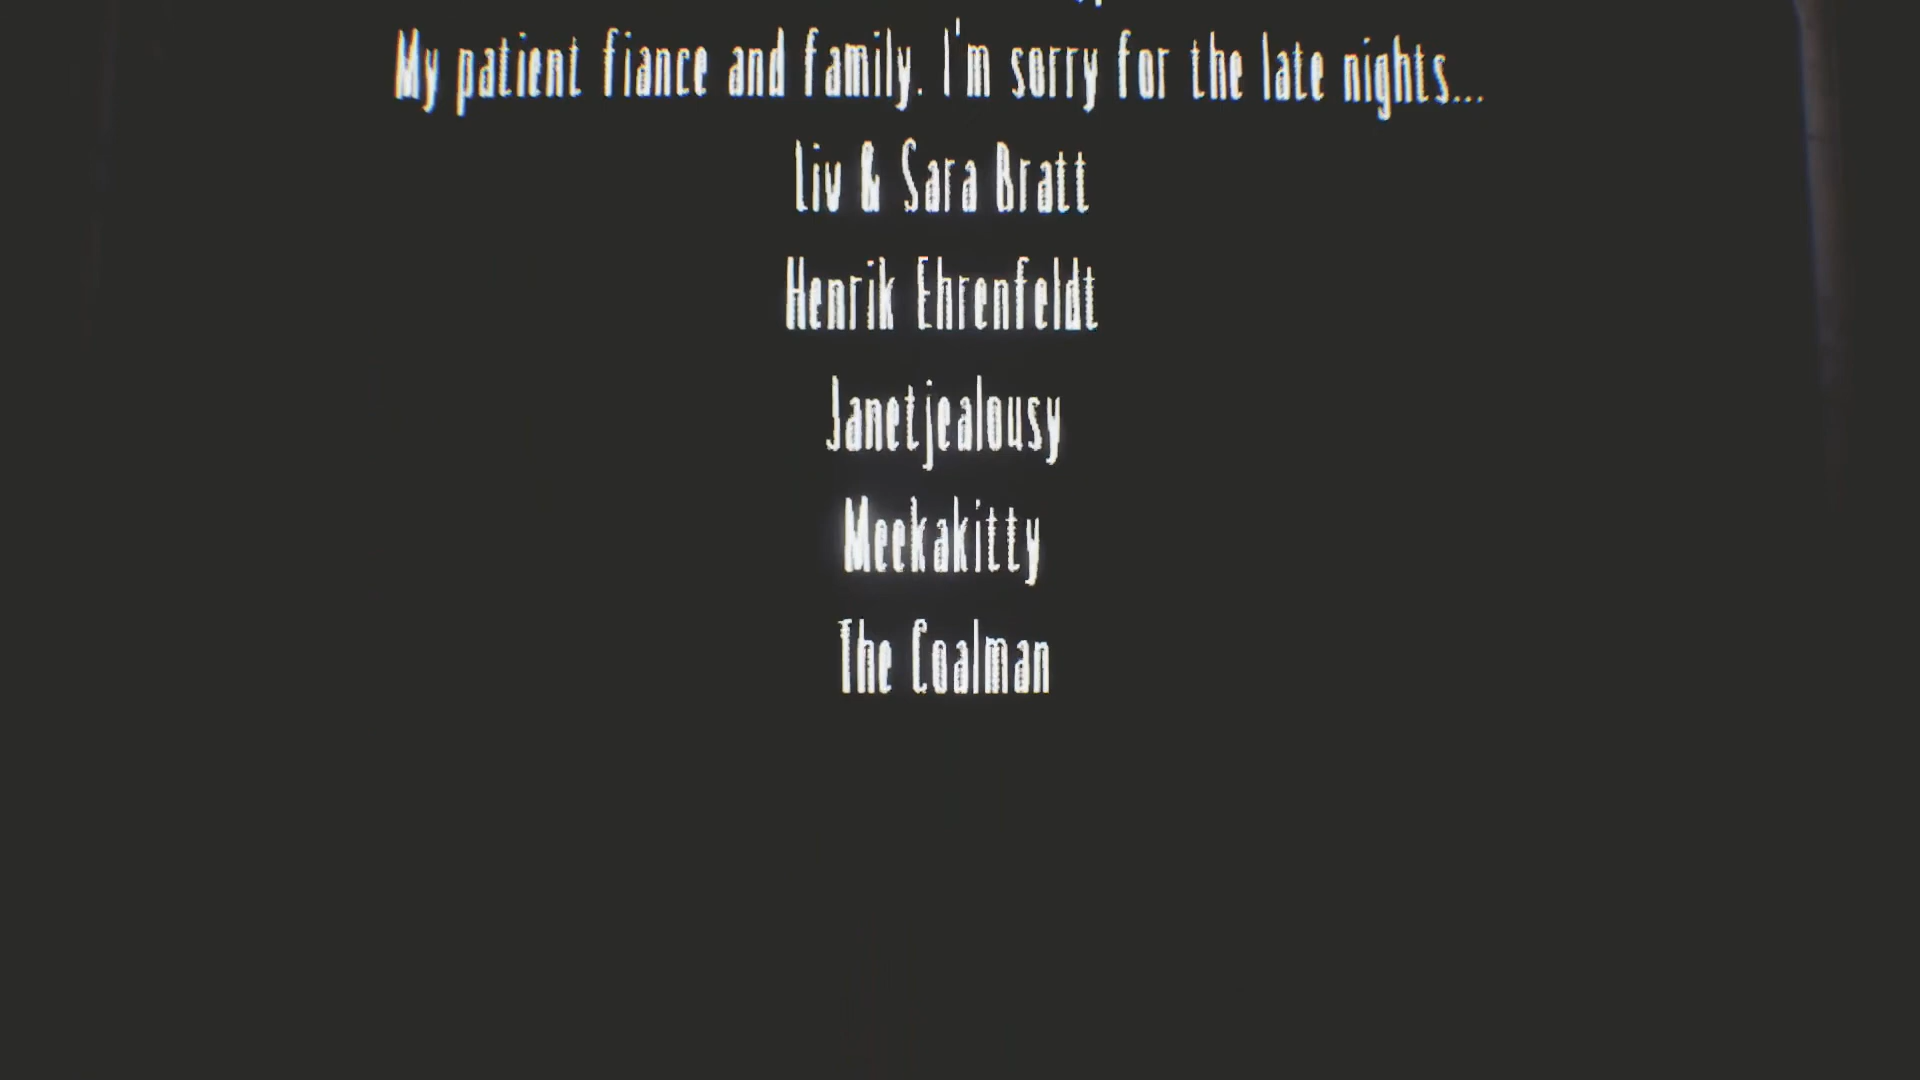 My patient fiance and family. I'm sorry for the late nights...
Liv & Sara Bratt
Henrik Ehrenfeldt
Janetjealousy
Meekakitty
The Coalman